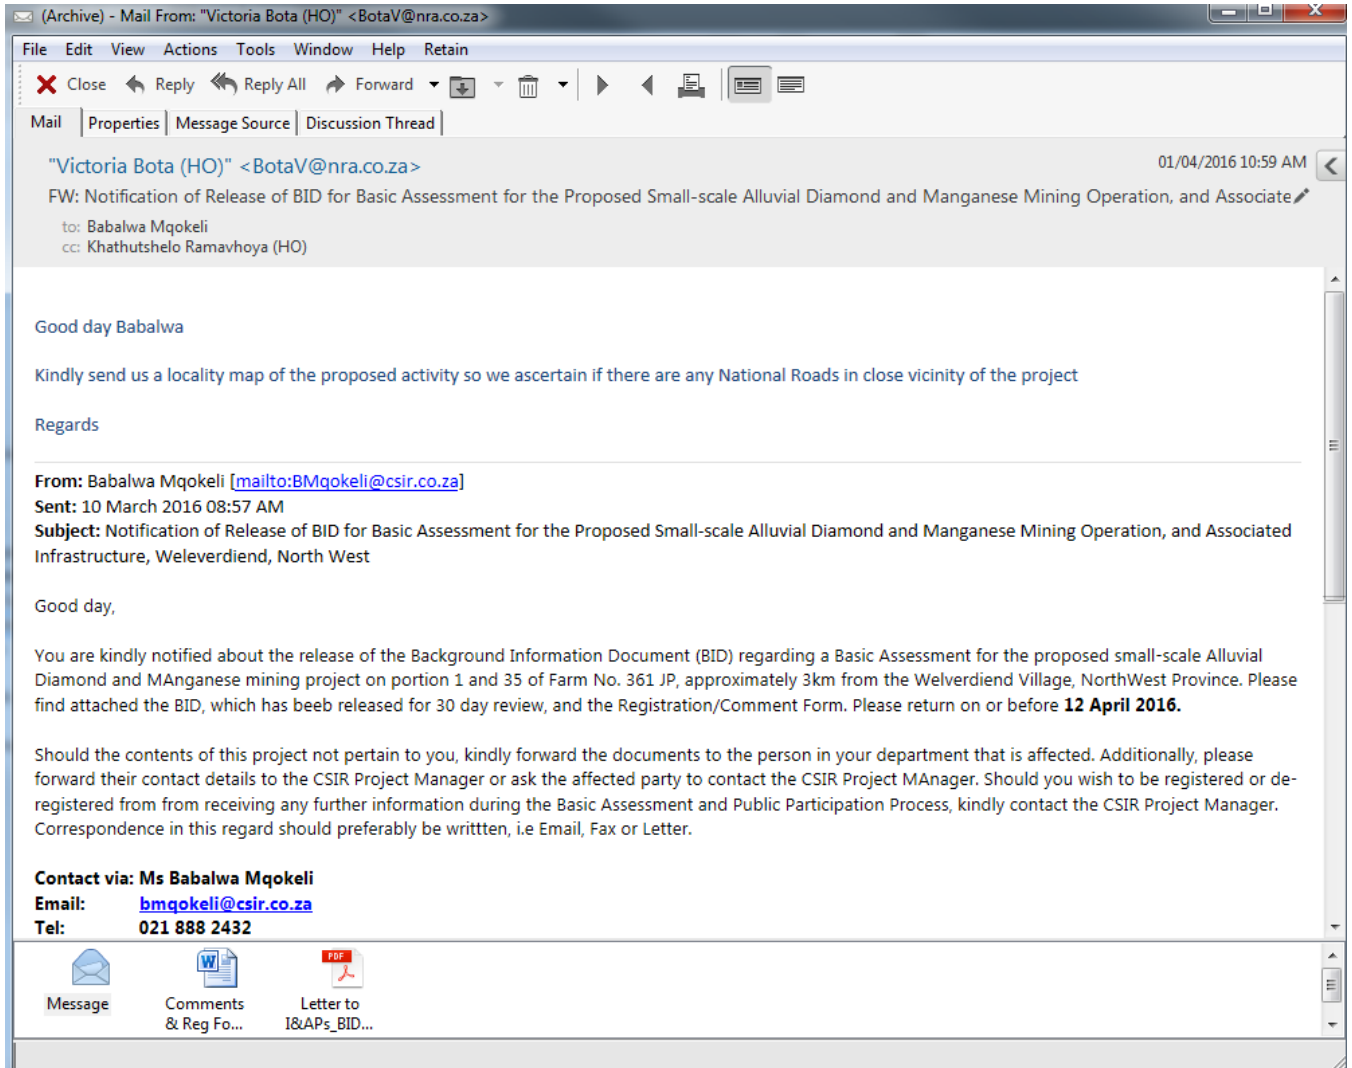 (Archive) - Mail From: "Victoria Bota (HO)" <BotaV@nra.co.za>
File Edit View Actions Tools Window Help Retain
Close Reply Reply All Forward
Mail Properties Message Source Discussion Thread
"Victoria Bota (HO)" <BotaV@nra.co.za> 01/04/2016 10:59 AM
FW: Notification of Release of BID for Basic Assessment for the Proposed Small-scale Alluvial Diamond and Manganese Mining Operation, and Associate
to: Babalwa Mqokeli
cc: Khathutshelo Ramavhoya (HO)
Good day Babalwa
Kindly send us a locality map of the proposed activity so we ascertain if there are any National Roads in close vicinity of the project
Regards
From: Babalwa Mqokeli [mailto:BMqokeli@csir.co.za]
Sent: 10 March 2016 08:57 AM
Subject: Notification of Release of BID for Basic Assessment for the Proposed Small-scale Alluvial Diamond and Manganese Mining Operation, and Associated
Infrastructure, Weleverdiend, North West
Good day,
You are kindly notified about the release of the Background Information Document (BID) regarding a Basic Assessment for the proposed small-scale Alluvial
Diamond and MAnganese mining project on portion 1 and 35 of Farm No. 361 JP, approximately 3km from the Welverdiend Village, NorthWest Province. Please
find attached the BID, which has beeb released for 30 day review, and the Registration/Comment Form. Please return on or before 12 April 2016.
Should the contents of this project not pertain to you, kindly forward the documents to the person in your department that is affected. Additionally, please
forward their contact details to the CSIR Project Manager or ask the affected party to contact the CSIR Project MAnager. Should you wish to be registered or de-
registered from from receiving any further information during the Basic Assessment and Public Participation Process, kindly contact the CSIR Project Manager.
Correspondence in this regard should preferably be writtten, i.e Email, Fax or Letter.
Contact via: Ms Babalwa Mqokeli
Email: bmqokeli@csir.co.za
Tel: 021 888 2432
PDF
Message Comments Letter to
& Reg Fo... I&APs_BID...